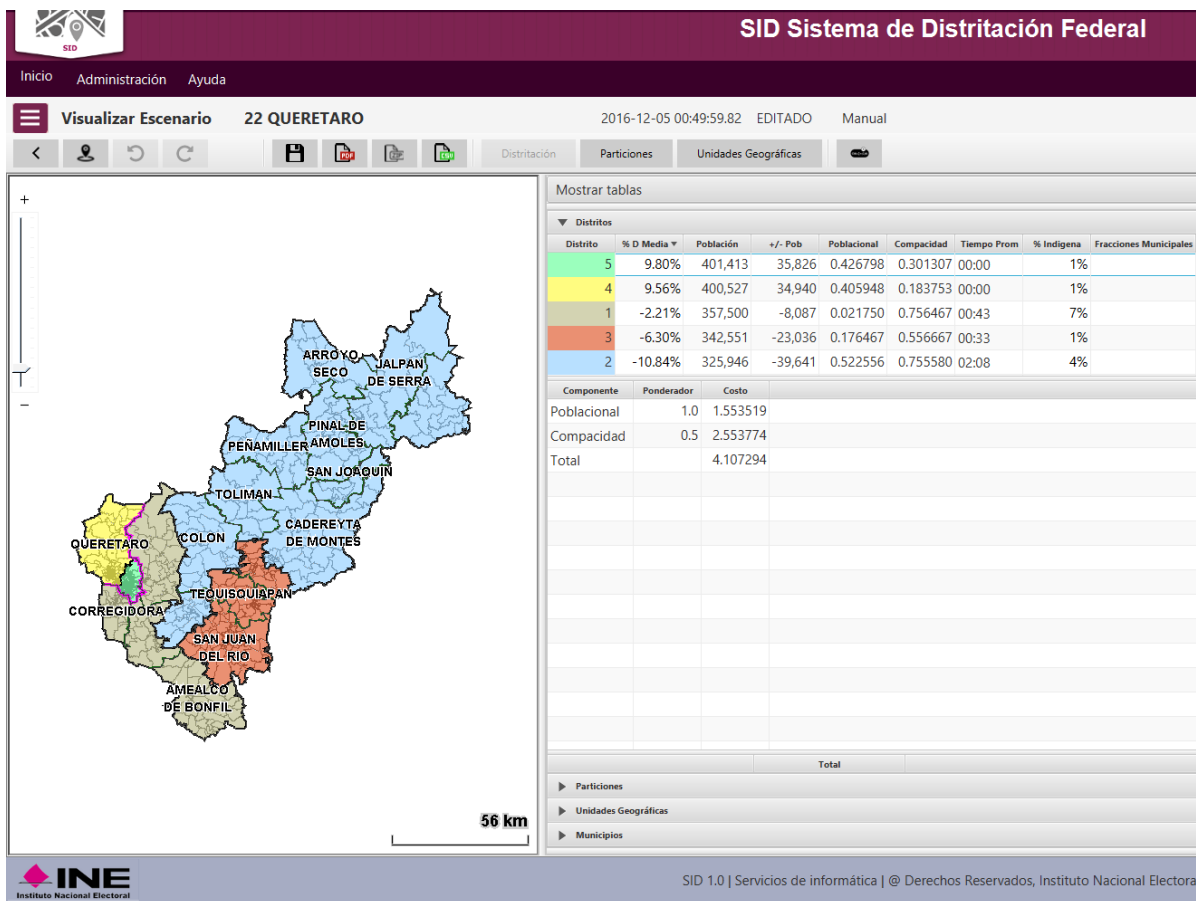 SID
SID Sistema de Distritación Federal
Inicio Administración Ayuda
Visualizar Escenario 22 QUERETARO 2016-12-05 00:49:59.82 EDITADO Manual
PDF CSV Distritación Particiones Unidades Geográficas
Mostrar tablas
Distritos
Distrito % D Media Población +/- Pob Poblacional Compacidad Tiempo Prom % Indigena Fracciones Municipales
5 9.80% 401,413 35,826 0.426798 0.301307 00:00 1%
4 9.56% 400,527 34,940 0.405948 0.183753 00:00 1%
1 -2.21% 357,500 -8,087 0.021750 0.756467 00:43 7%
3 -6.30% 342,551 -23,036 0.176467 0.556667 00:33 1%
2 -10.84% 325,946 -39,641 0.522556 0.755580 02:08 4%
Componente Ponderador Costo
Poblacional 1.0 1.553519
Compacidad 0.5 2.553774
Total 4.107294
Total
Particiones
Unidades Geográficas
Municipios
+
−
ARROYO
SECO
JALPAN
DE SERRA
PINAL DE
AMOLES
PEÑAMILLER
SAN JOAQUIN
TOLIMAN
CADEREYTA
DE MONTES
COLON
QUERETARO
TEQUISQUIAPAN
CORREGIDORA
SAN JUAN
DEL RIO
AMEALCO
DE BONFIL
56 km
INE
Instituto Nacional Electoral
SID 1.0 | Servicios de informática | @ Derechos Reservados, Instituto Nacional Electora